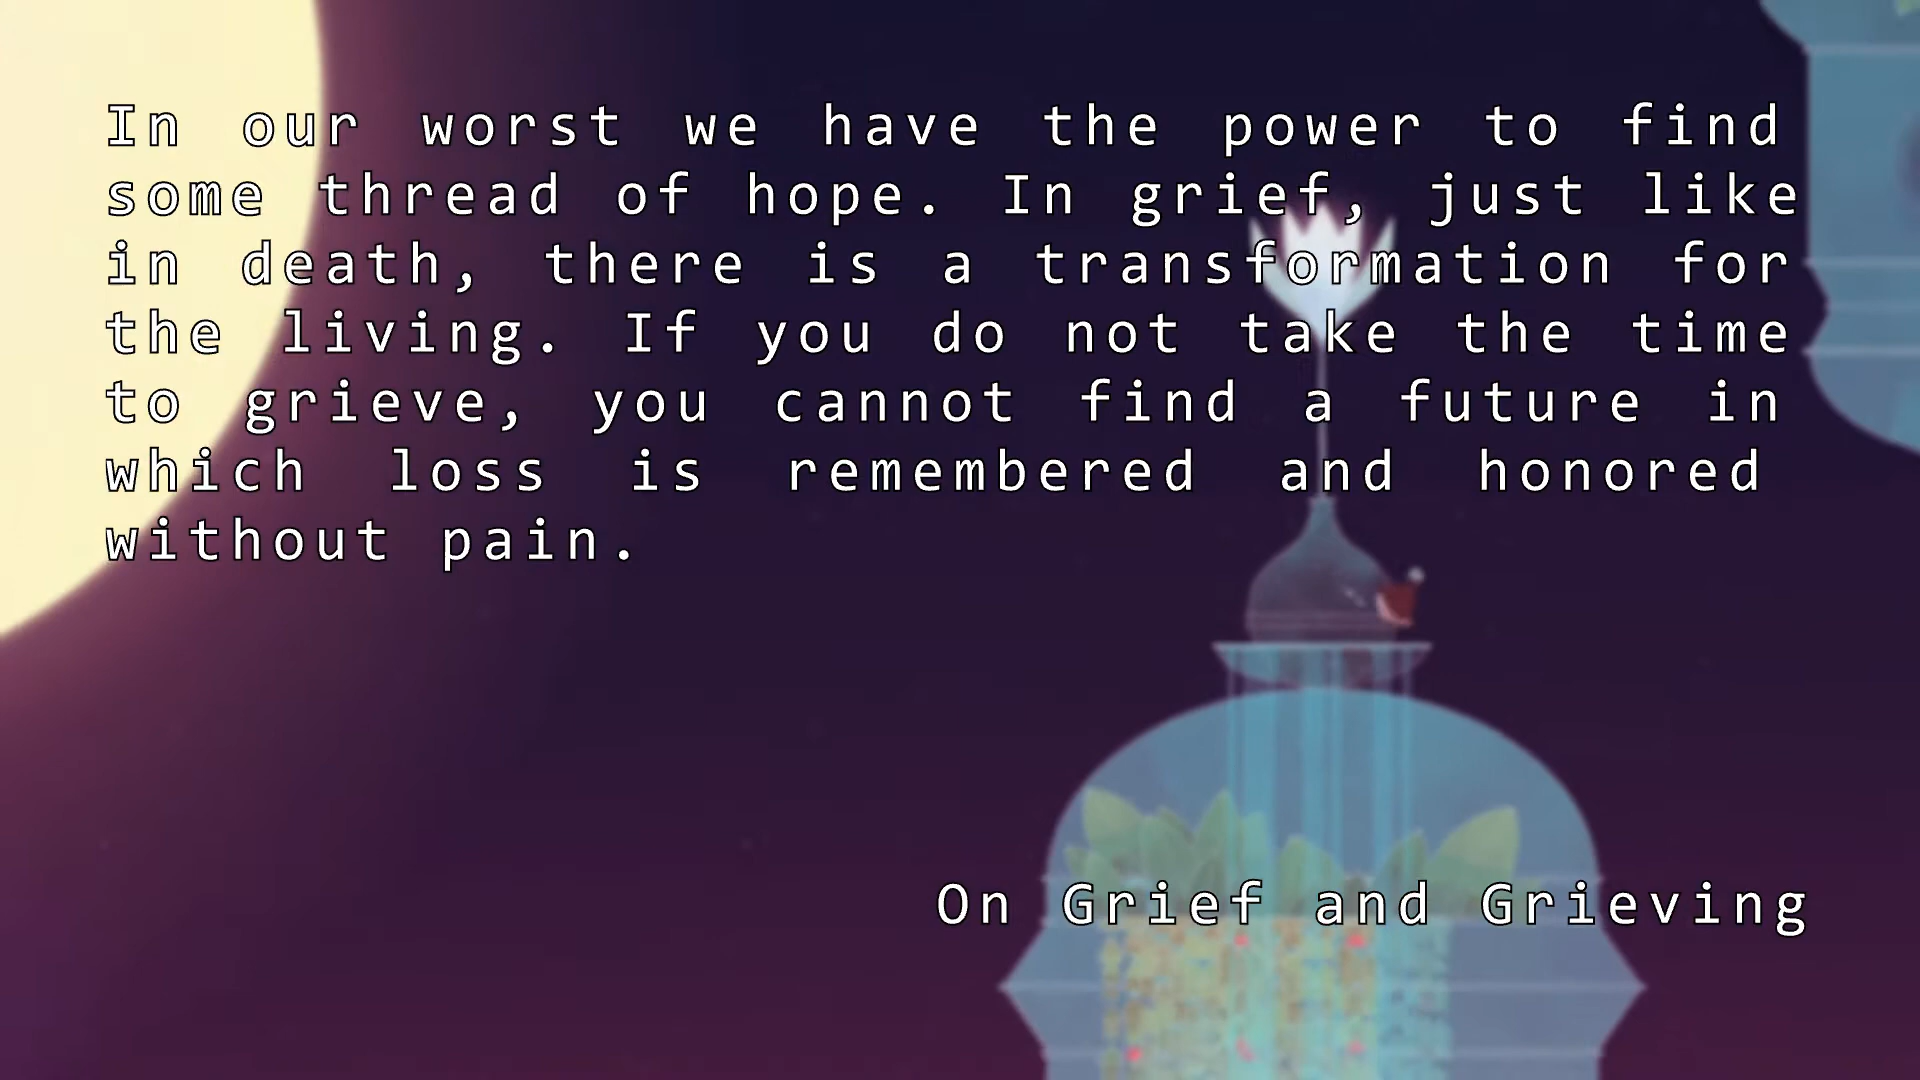 In our worst we have the power to find
some thread of hope. In grief, just like
in death, there is a transformation for
the living. If you do not take the time
to grieve, you cannot find a future in
which loss is remembered and honored
without pain.
On Grief and Grieving